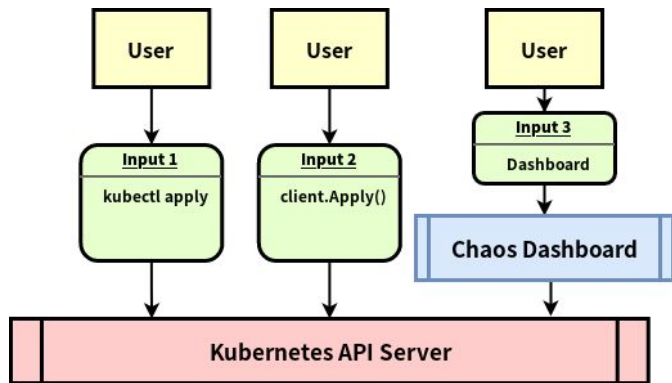 User
User
User
Input 1
kubectl apply
Input 2
client.Apply()
Input 3
Dashboard
Chaos Dashboard
Kubernetes API Server